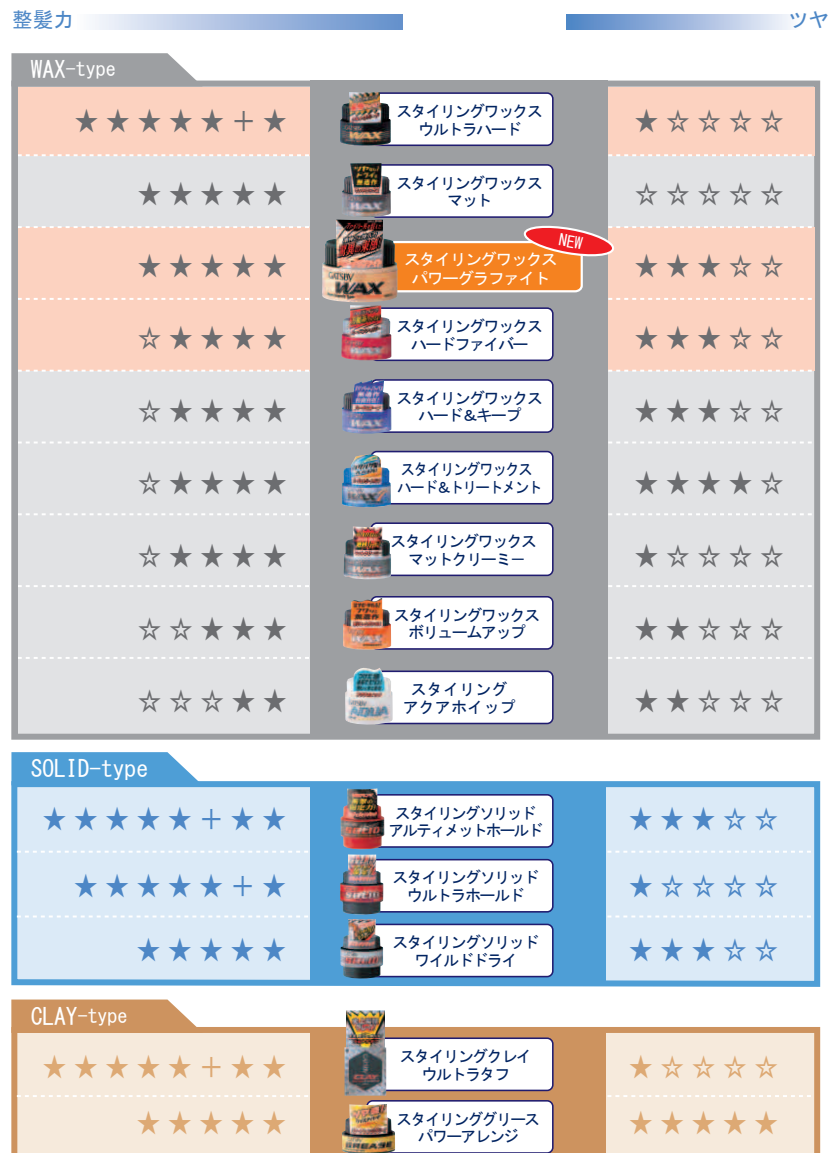 整髪力
ツヤ
WAX-type
★★★★★+★
スタイリングワックス
ウルトラハード
★☆☆☆☆
★★★★★
スタイリングワックス
マット
☆☆☆☆☆
★★★★★
NEW
スタイリングワックス
パワーグラファイト
★★★☆☆
☆★★★★
スタイリングワックス
ハードファイバー
★★★☆☆
☆★★★★
スタイリングワックス
ハード&キープ
★★★☆☆
☆★★★★
スタイリングワックス
ハード&トリートメント
★★★★☆
☆★★★★
スタイリングワックス
マットクリーミー
★☆☆☆☆
☆☆★★★
スタイリングワックス
ボリュームアップ
★★☆☆☆
☆☆☆★★
スタイリング
アクアホイップ
★★☆☆☆
SOLID-type
★★★★★+★★
スタイリングソリッド
アルティメットホールド
★★★☆☆
★★★★★+★
スタイリングソリッド
ウルトラホールド
★☆☆☆☆
★★★★★
スタイリングソリッド
ワイルドドライ
★★★☆☆
CLAY-type
★★★★★+★★
スタイリングクレイ
ウルトラタフ
★☆☆☆☆
★★★★★
スタイリンググリース
パワーアレンジ
★★★★★
GATSBY
WAX
WAX
WAX
WAX
AQUA
SOLID
CLAY
GREASE